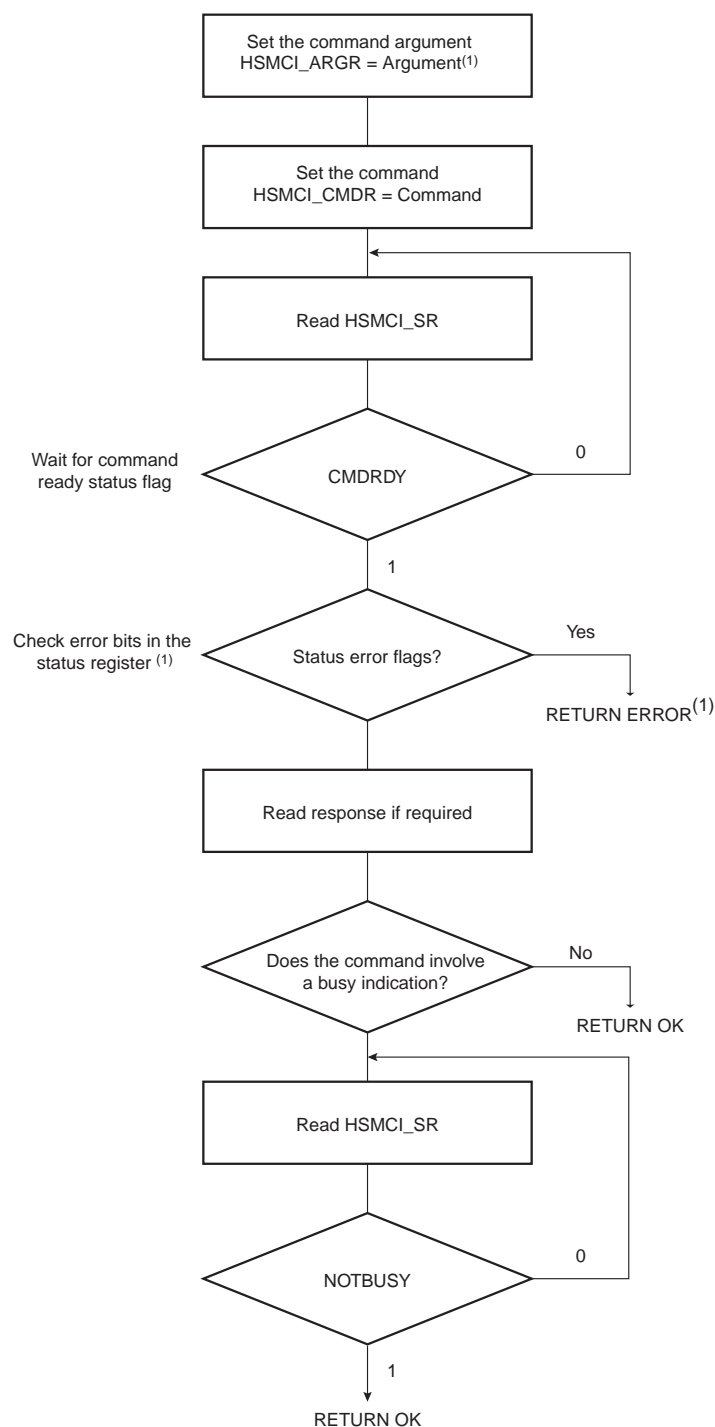 Set the command argument
HSMCI_ARGR = Argument(1)
Set the command
HSMCI_CMDR = Command
Read HSMCI_SR
Wait for command
ready status flag
CMDRDY
0
1
Check error bits in the
status register (1)
Status error flags?
Yes
RETURN ERROR(1)
Read response if required
Does the command involve
a busy indication?
No
RETURN OK
Read HSMCI_SR
NOTBUSY
0
1
RETURN OK